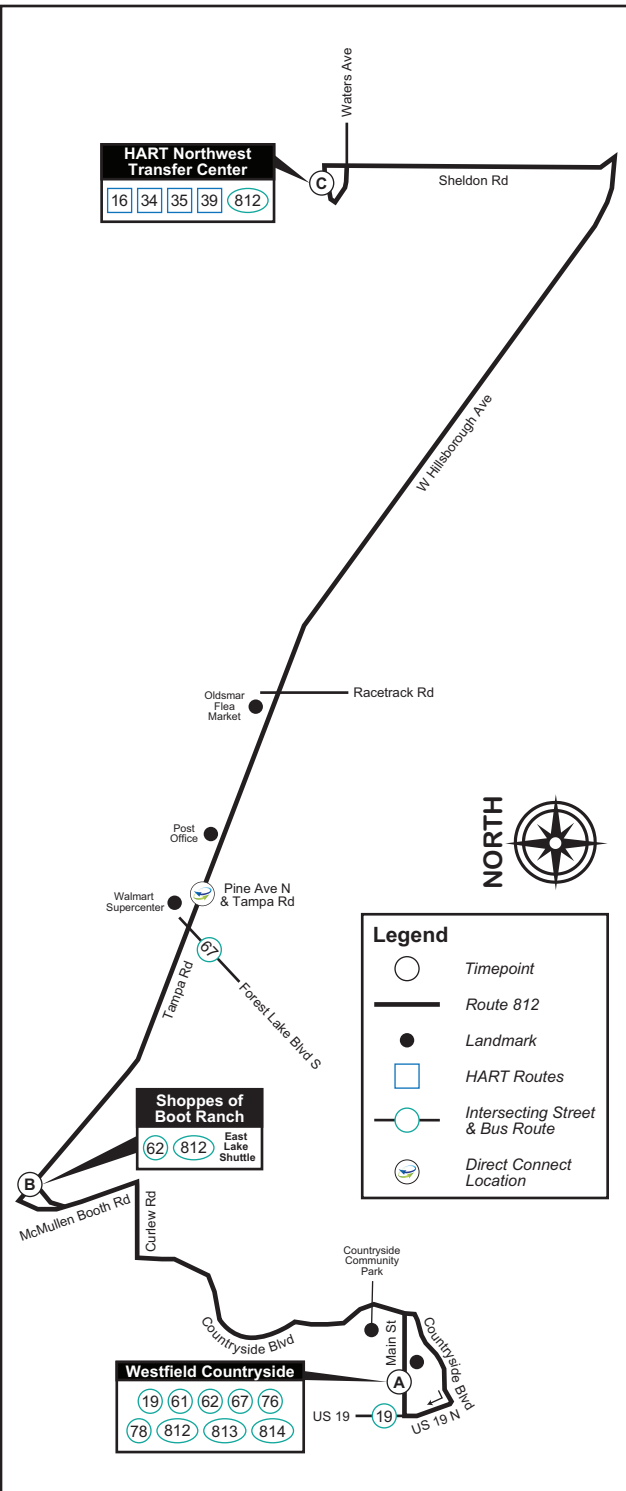 Waters Ave
HART Northwest
Transfer Center
16 34 35 39 812
C
Sheldon Rd
W Hillsborough Ave
Oldsmar
Flea
Market
Racetrack Rd
Post
Office
NORTH
Walmart
Supercenter
Pine Ave N
& Tampa Rd
67
Tampa Rd
Forest Lake Blvd S
Legend
Timepoint
Route 812
Landmark
HART Routes
Intersecting Street
& Bus Route
Direct Connect
Location
Shoppes of
Boot Ranch
62 812 East
Lake
Shuttle
B
McMullen Booth Rd
Curlew Rd
Countryside
Community
Park
Countryside Blvd
Main St
Countryside Blvd
Westfield Countryside
19 61 62 67 76
78 812 813 814
A
US 19
19
US 19 N